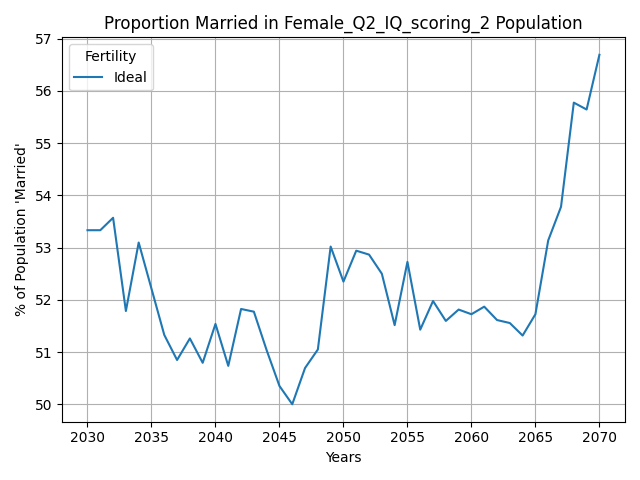 Proportion Married in Female_Q2_IQ_scoring_2 Population
Fertility
Ideal
% of Population 'Married'
57
56
55
54
53
52
51
50
2030 2035 2040 2045 2050 2055 2060 2065 2070
Years